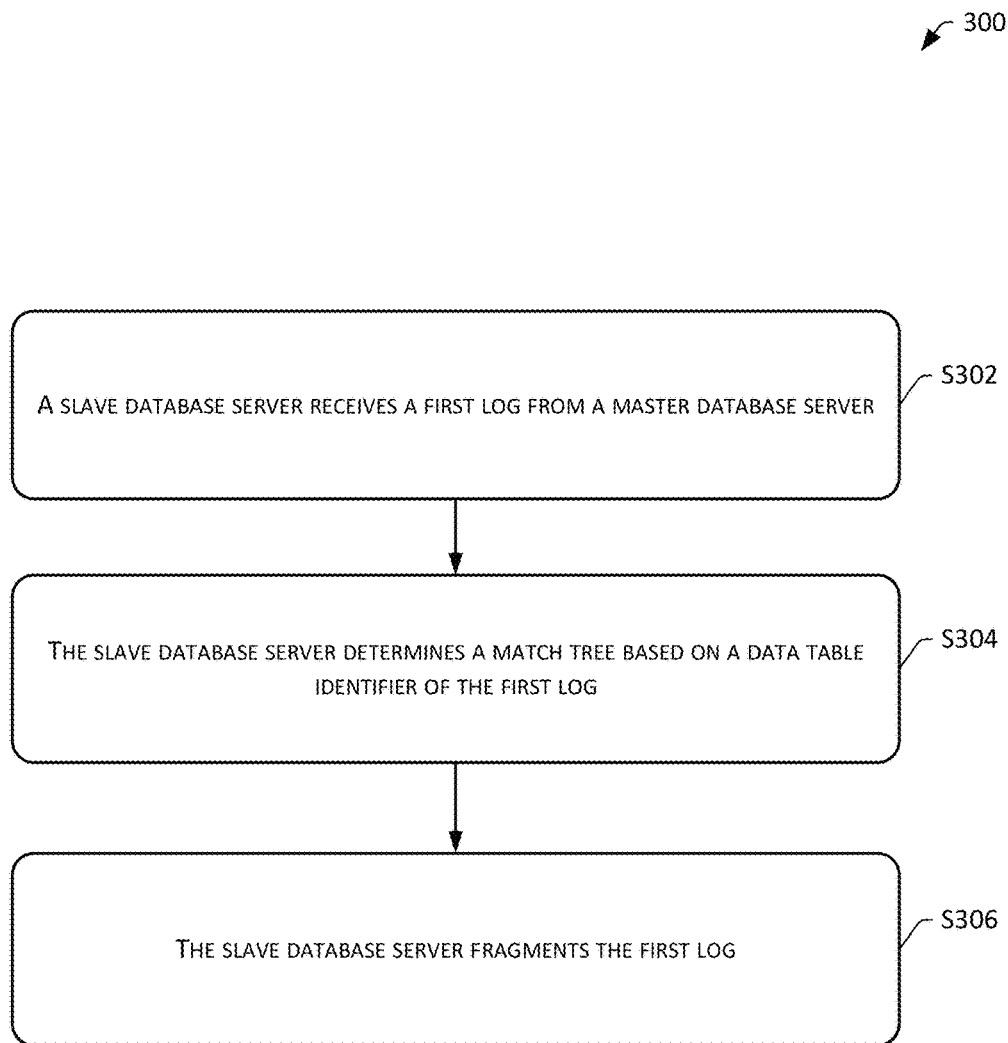 300
A SLAVE DATABASE SERVER RECEIVES A FIRST LOG FROM A MASTER DATABASE SERVER
S302
THE SLAVE DATABASE SERVER DETERMINES A MATCH TREE BASED ON A DATA TABLE
IDENTIFIER OF THE FIRST LOG
S304
THE SLAVE DATABASE SERVER FRAGMENTS THE FIRST LOG
S306